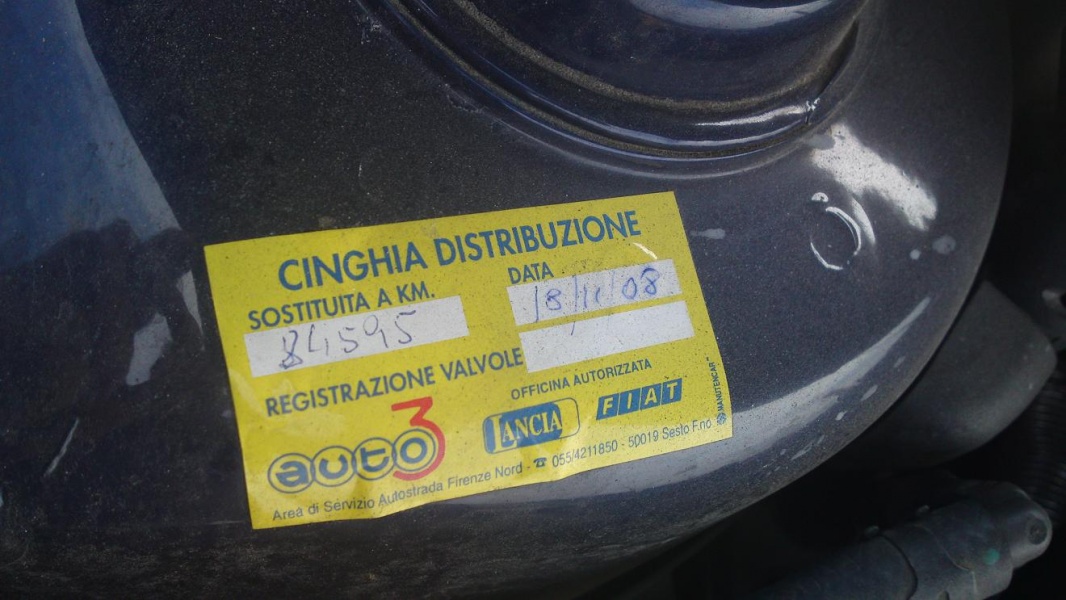 CINGHIA DISTRIBUZIONE
SOSTITUITA A KM. DATA
84595 18/11/08
REGISTRAZIONE VALVOLE
OFFICINA AUTORIZZATA
auto3 LANCIA FIAT
Area di Servizio Autostrada Firenze Nord - ☎ 055/4211850 - 50019 Sesto F.no
MANUTENCAR